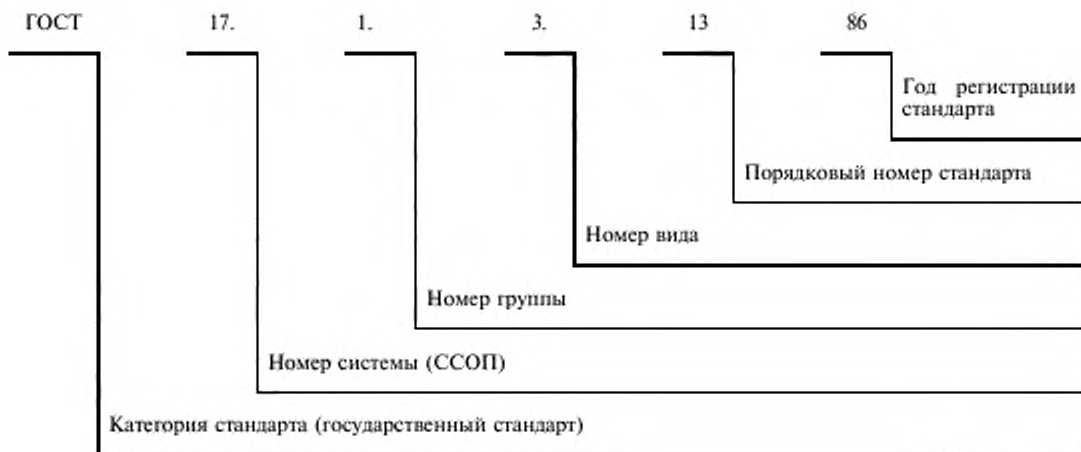 ГОСТ 17. 1. 3. 13 86
Год регистрации
стандарта
Порядковый номер стандарта
Номер вида
Номер группы
Номер системы (ССОП)
Категория стандарта (государственный стандарт)